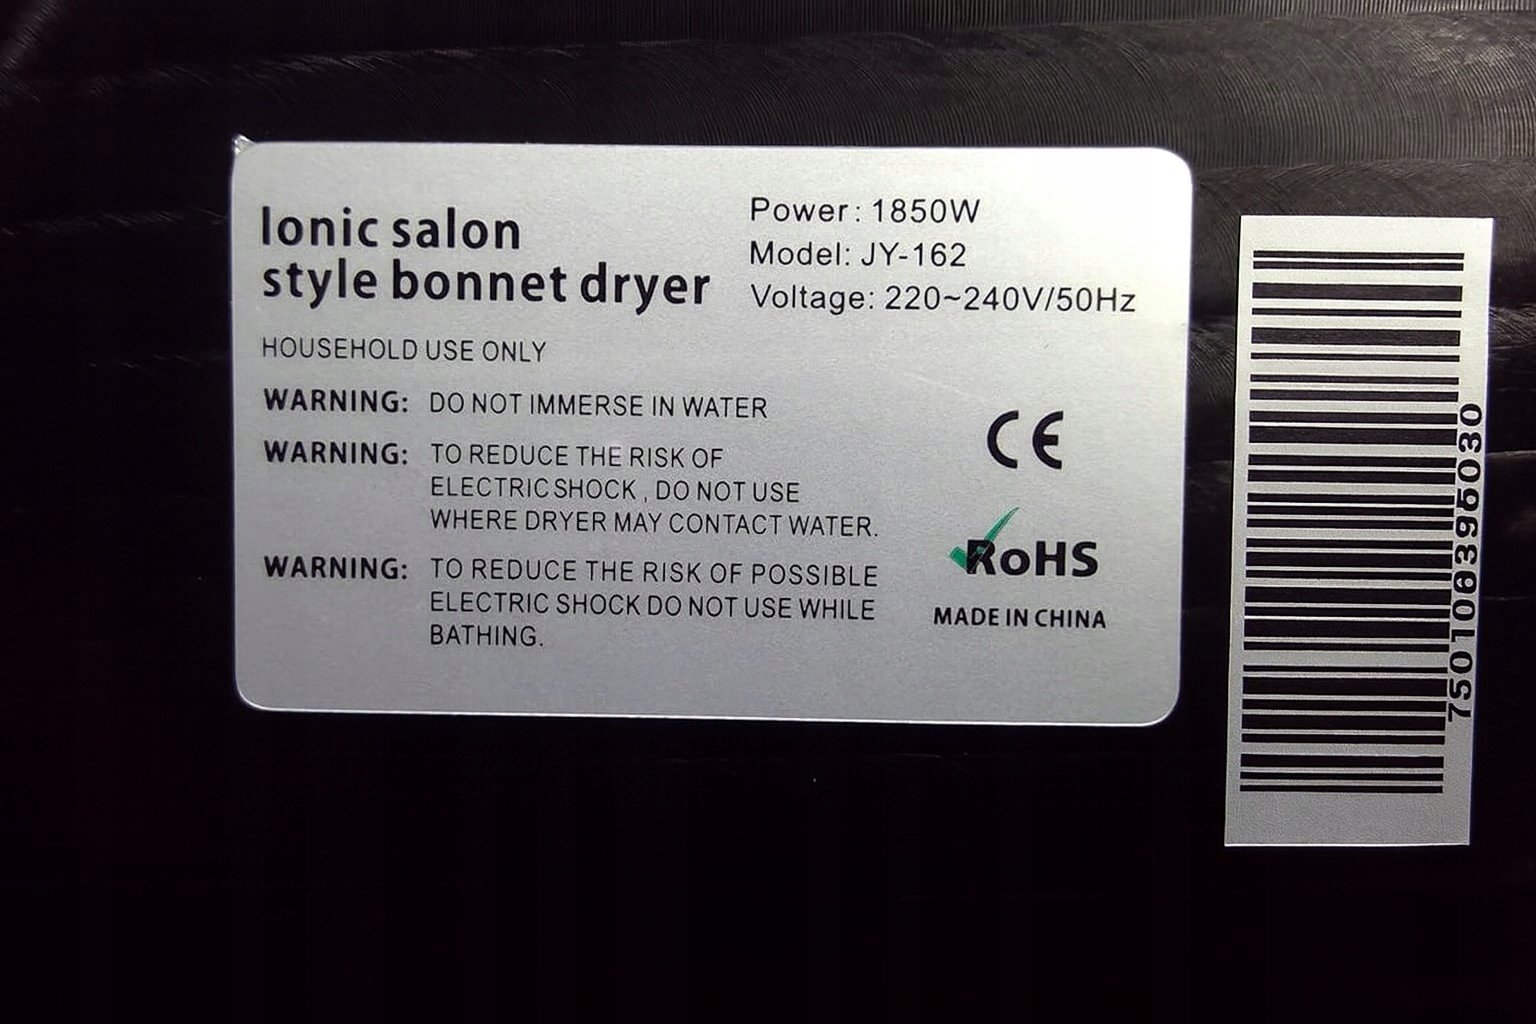 Ionic salon
style bonnet dryer
Power: 1850W
Model: JY-162
Voltage: 220~240V/50Hz
HOUSEHOLD USE ONLY
WARNING: DO NOT IMMERSE IN WATER
WARNING: TO REDUCE THE RISK OF
ELECTRIC SHOCK , DO NOT USE
WHERE DRYER MAY CONTACT WATER.
WARNING: TO REDUCE THE RISK OF POSSIBLE
ELECTRIC SHOCK DO NOT USE WHILE
BATHING.
CE
RoHS
MADE IN CHINA
7501063396030